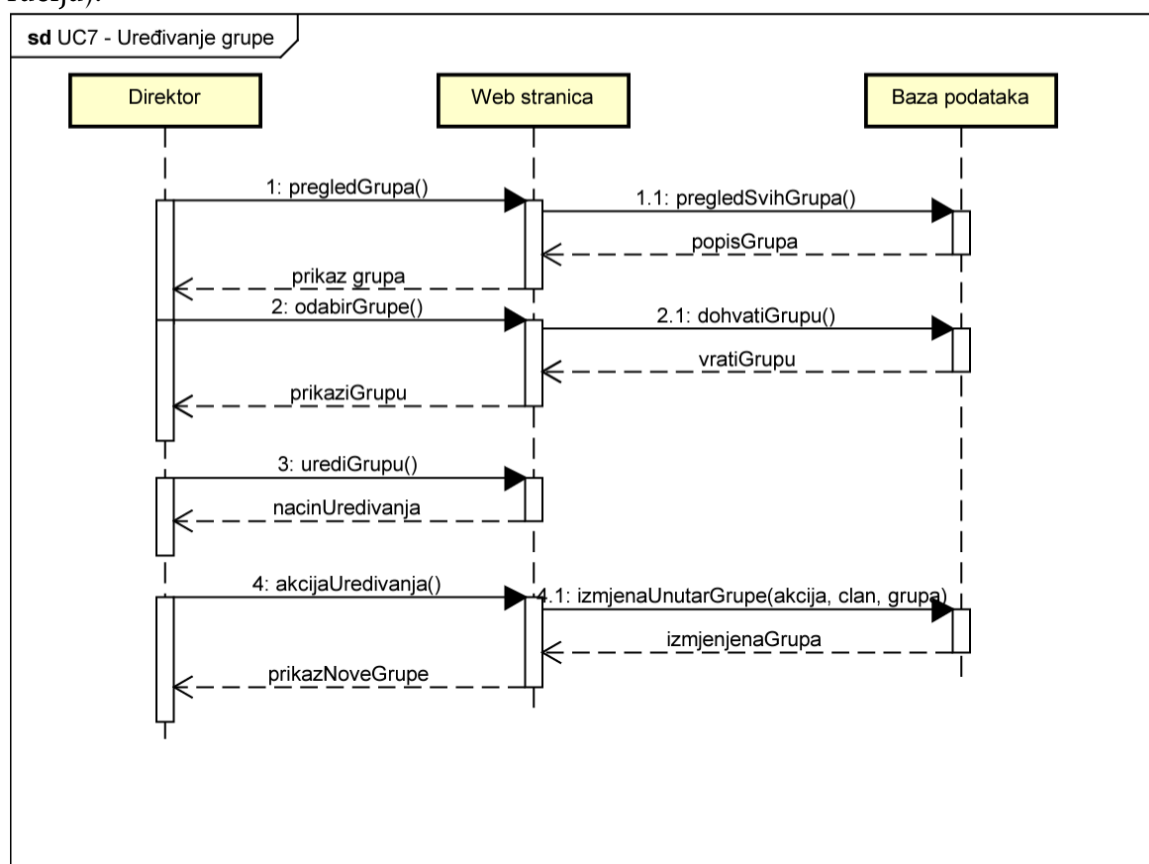 sd UC7 - Uređivanje grupe
Direktor
Web stranica
Baza podataka
1: pregledGrupa()
1.1: pregledSvihGrupa()
popisGrupa
prikaz grupa
2: odabirGrupe()
2.1: dohvatiGrupu()
vratiGrupu
prikaziGrupu
3: urediGrupu()
nacinUredivanja
4: akcijaUredivanja()
4.1: izmjenaUnutarGrupe(akcija, clan, grupa)
izmjenjenaGrupa
prikazNoveGrupe